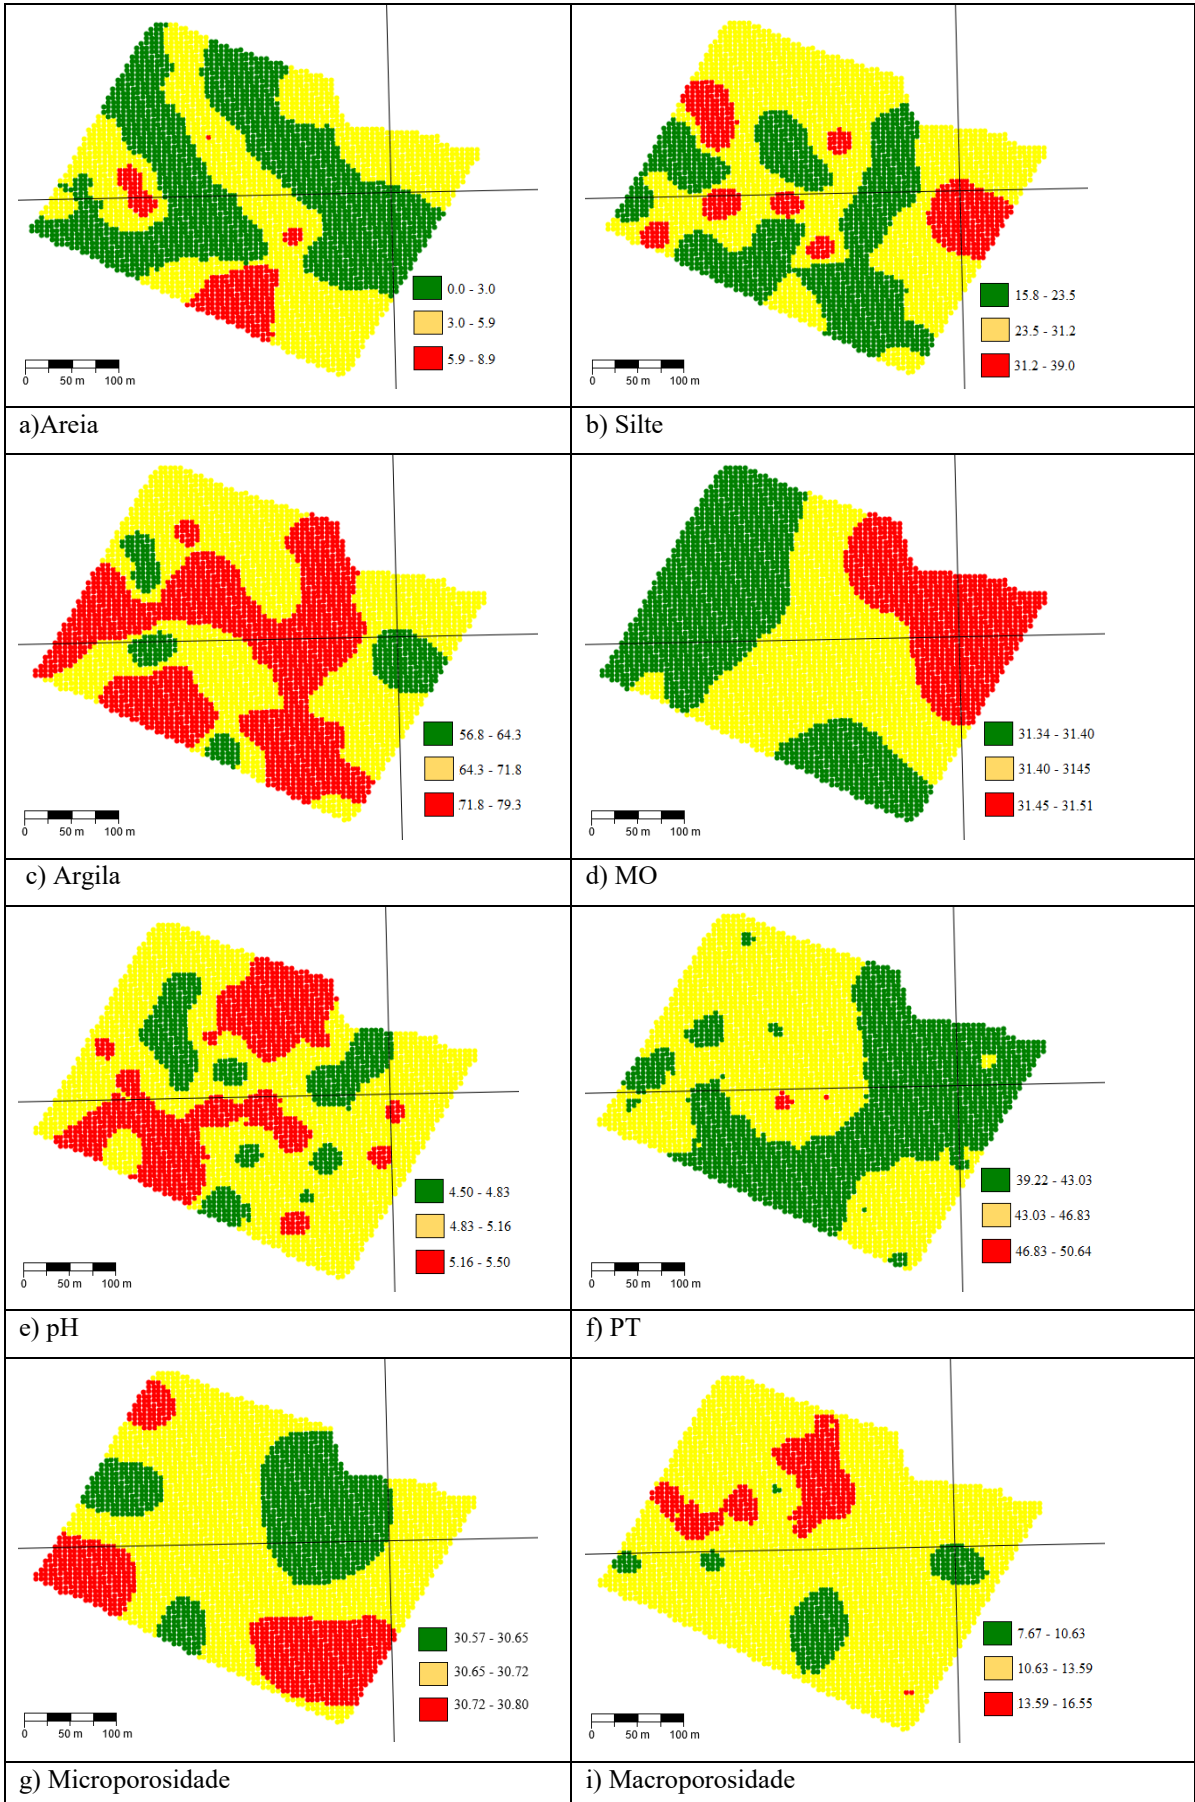 0.0 - 3.0
3.0 - 5.9
5.9 - 8.9
0 50 m 100 m
15.8 - 23.5
23.5 - 31.2
31.2 - 39.0
0 50 m 100 m
a)Areia
b) Silte
56.8 - 64.3
64.3 - 71.8
71.8 - 79.3
0 50 m 100 m
31.34 - 31.40
31.40 - 3145
31.45 - 31.51
0 50 m 100 m
c) Argila
d) MO
4.50 - 4.83
4.83 - 5.16
5.16 - 5.50
0 50 m 100 m
39.22 - 43.03
43.03 - 46.83
46.83 - 50.64
0 50 m 100 m
e) pH
f) PT
30.57 - 30.65
30.65 - 30.72
30.72 - 30.80
0 50 m 100 m
7.67 - 10.63
10.63 - 13.59
13.59 - 16.55
0 50 m 100 m
g) Microporosidade
i) Macroporosidade